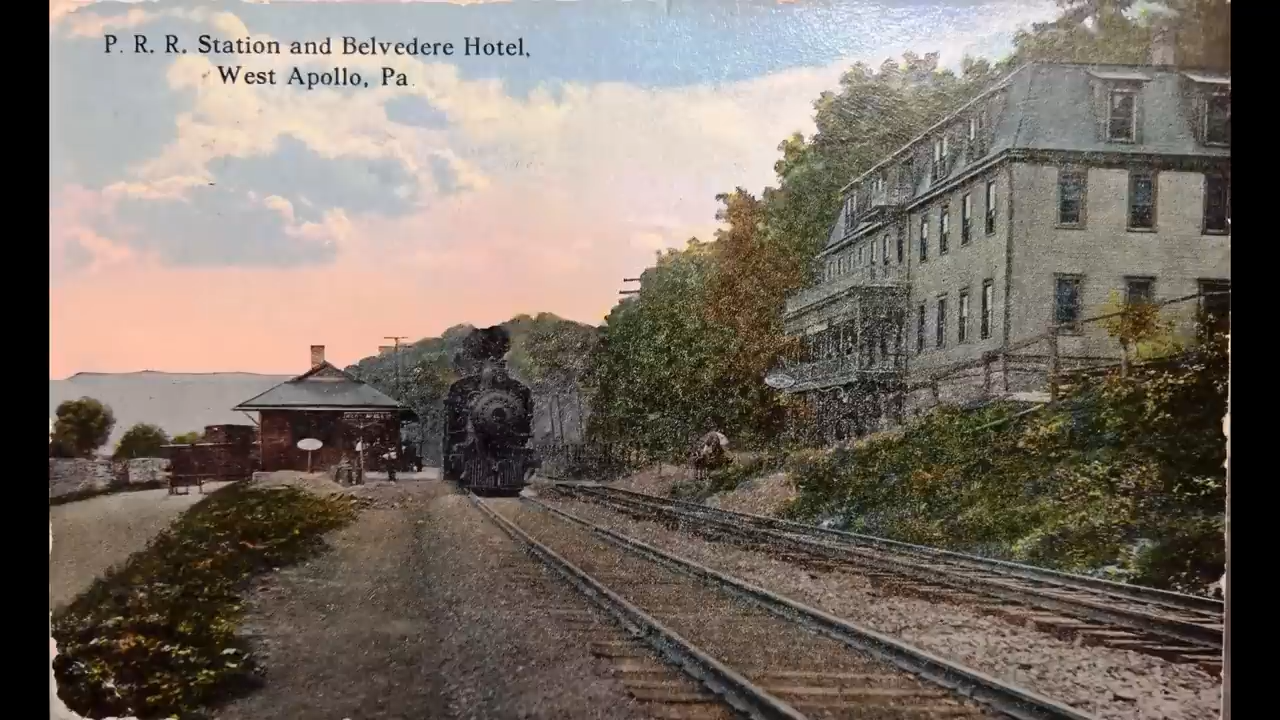 P. R. R. Station and Belvedere Hotel,
West Apollo, Pa.